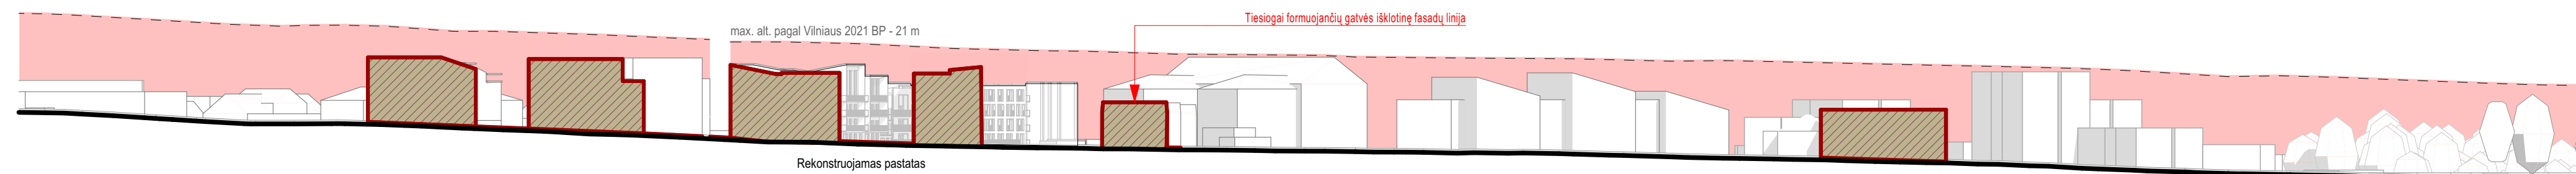 Tiesiogai formuojančių gatvės išklotinę fasadų linija
max. alt. pagal Vilniaus 2021 BP - 21 m
Rekonstruojamas pastatas